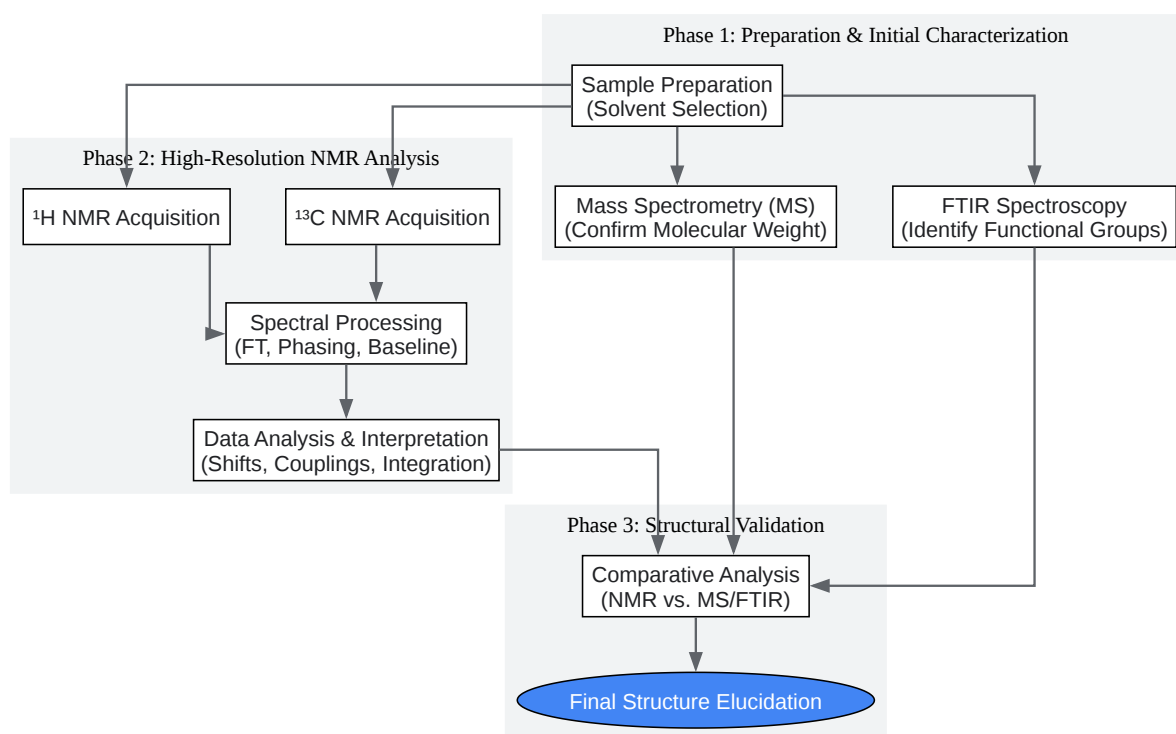 Phase 1: Preparation & Initial Characterization
Sample Preparation
(Solvent Selection)
Phase 2: High-Resolution NMR Analysis
¹H NMR Acquisition
¹³C NMR Acquisition
Mass Spectrometry (MS)
(Confirm Molecular Weight)
FTIR Spectroscopy
(Identify Functional Groups)
Spectral Processing
(FT, Phasing, Baseline)
Data Analysis & Interpretation
(Shifts, Couplings, Integration)
Phase 3: Structural Validation
Comparative Analysis
(NMR vs. MS/FTIR)
Final Structure Elucidation